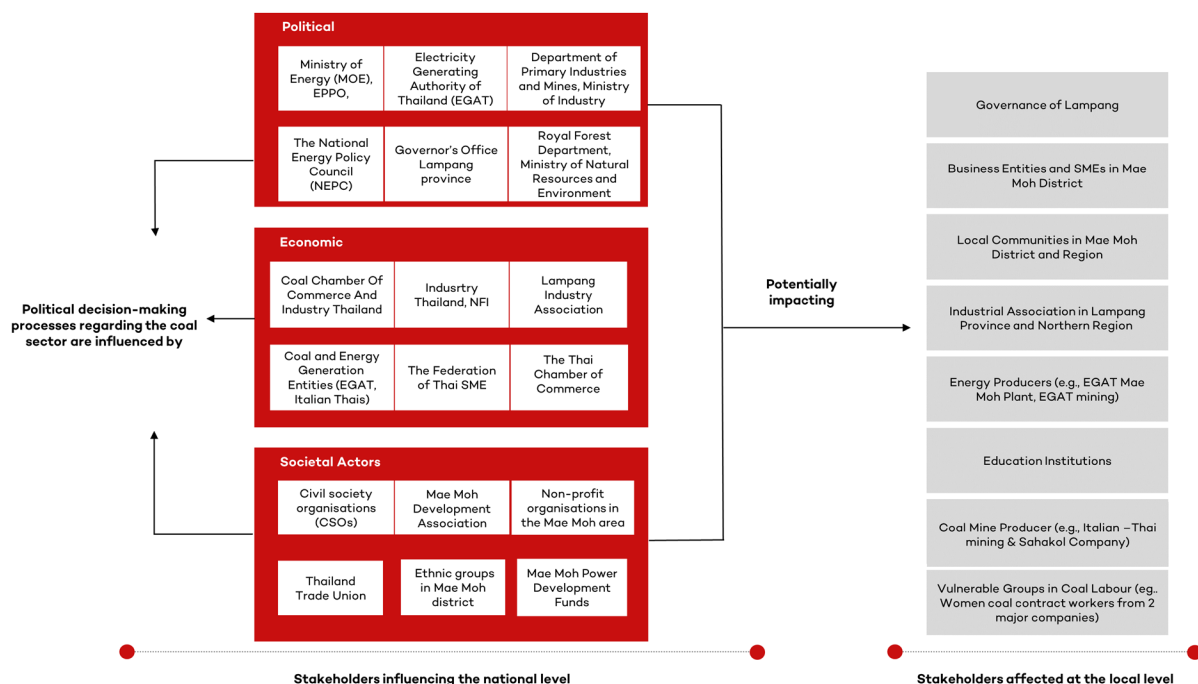 Political
Ministry of
Energy (MOE),
EPPO,
Electricity
Generating
Authority of
Thailand (EGAT)
Department of
Primary Industries
and Mines, Ministry
of Industry
The National
Energy Policy
Council
(NEPC)
Governor's Office
Lampang
province
Royal Forest
Department,
Ministry of Natural
Resources and
Environment
Economic
Coal Chamber Of
Commerce And
Industry Thailand
Indusrtry
Thailand, NFI
Lampang
Industry
Association
Coal and Energy
Generation
Entities (EGAT,
Italian Thais)
The Federation
of Thai SME
The Thai
Chamber of
Commerce
Societal Actors
Civil society
organisations
(CSOs)
Mae Moh
Development
Association
Non-profit
organisations in
the Mae Moh area
Thailand
Trade Union
Ethnic groups
in Mae Moh
district
Mae Moh Power
Development
Funds
Political decision-making
processes regarding the coal
sector are influenced by
Potentially
impacting
Governance of Lampang
Business Entities and SMEs in Mae
Moh District
Local Communities in Mae Moh
District and Region
Industrial Association in Lampang
Province and Northern Region
Energy Producers (e.g., EGAT Mae
Moh Plant, EGAT mining)
Education Institutions
Coal Mine Producer (e.g., Italian –Thai
mining & Sahakol Company)
Vulnerable Groups in Coal Labour (eg..
Women coal contract workers from 2
major companies)
Stakeholders influencing the national level
Stakeholders affected at the local level